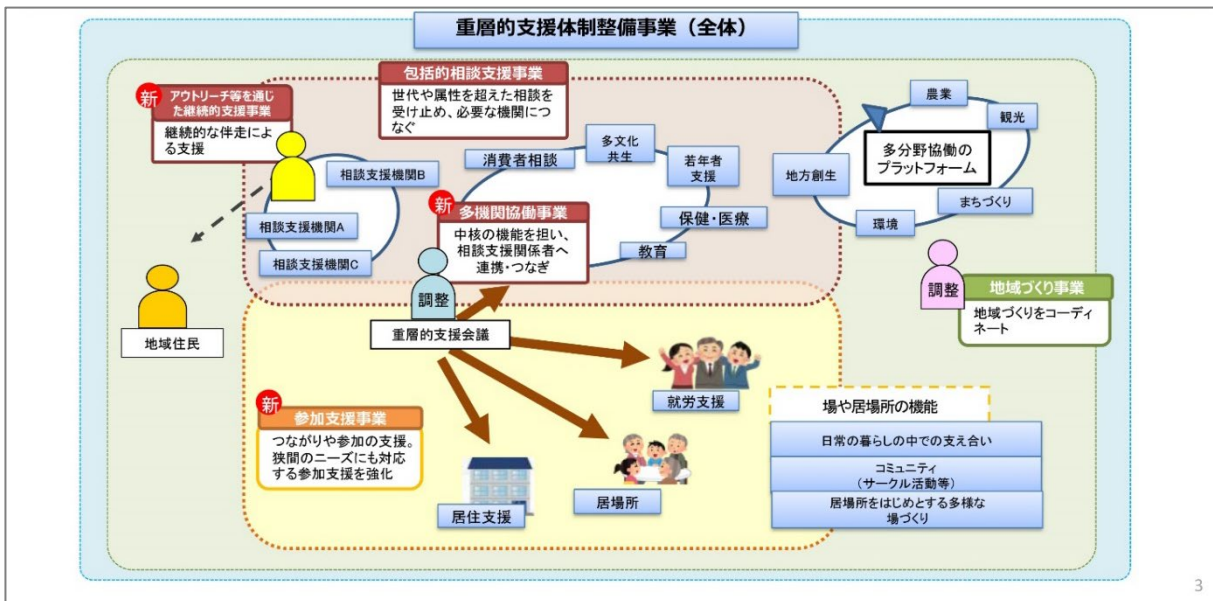 重層的支援体制整備事業（全体）
新
アウトリーチ等を通じ
た継続的支援事業
継続的な伴走によ
る支援
包括的相談支援事業
世代や属性を超えた相談を
受け止め、必要な機関につ
なぐ
相談支援機関B
相談支援機関A
相談支援機関C
消費者相談
多文化
共生
若年者
支援
保健・医療
教育
新
多機関協働事業
中核の機能を担い、
相談支援関係者へ
連携・つなぎ
農業
観光
多分野協働の
プラットフォーム
地方創生
まちづくり
環境
調整
重層的支援会議
地域住民
調整
地域づくり事業
地域づくりをコーディ
ネート
新
参加支援事業
つながりや参加の支援。
狭間のニーズにも対応
する参加支援を強化
就労支援
居場所
居住支援
場や居場所の機能
日常の暮らしの中での支え合い
コミュニティ
（サークル活動等）
居場所をはじめとする多様な
場づくり
3